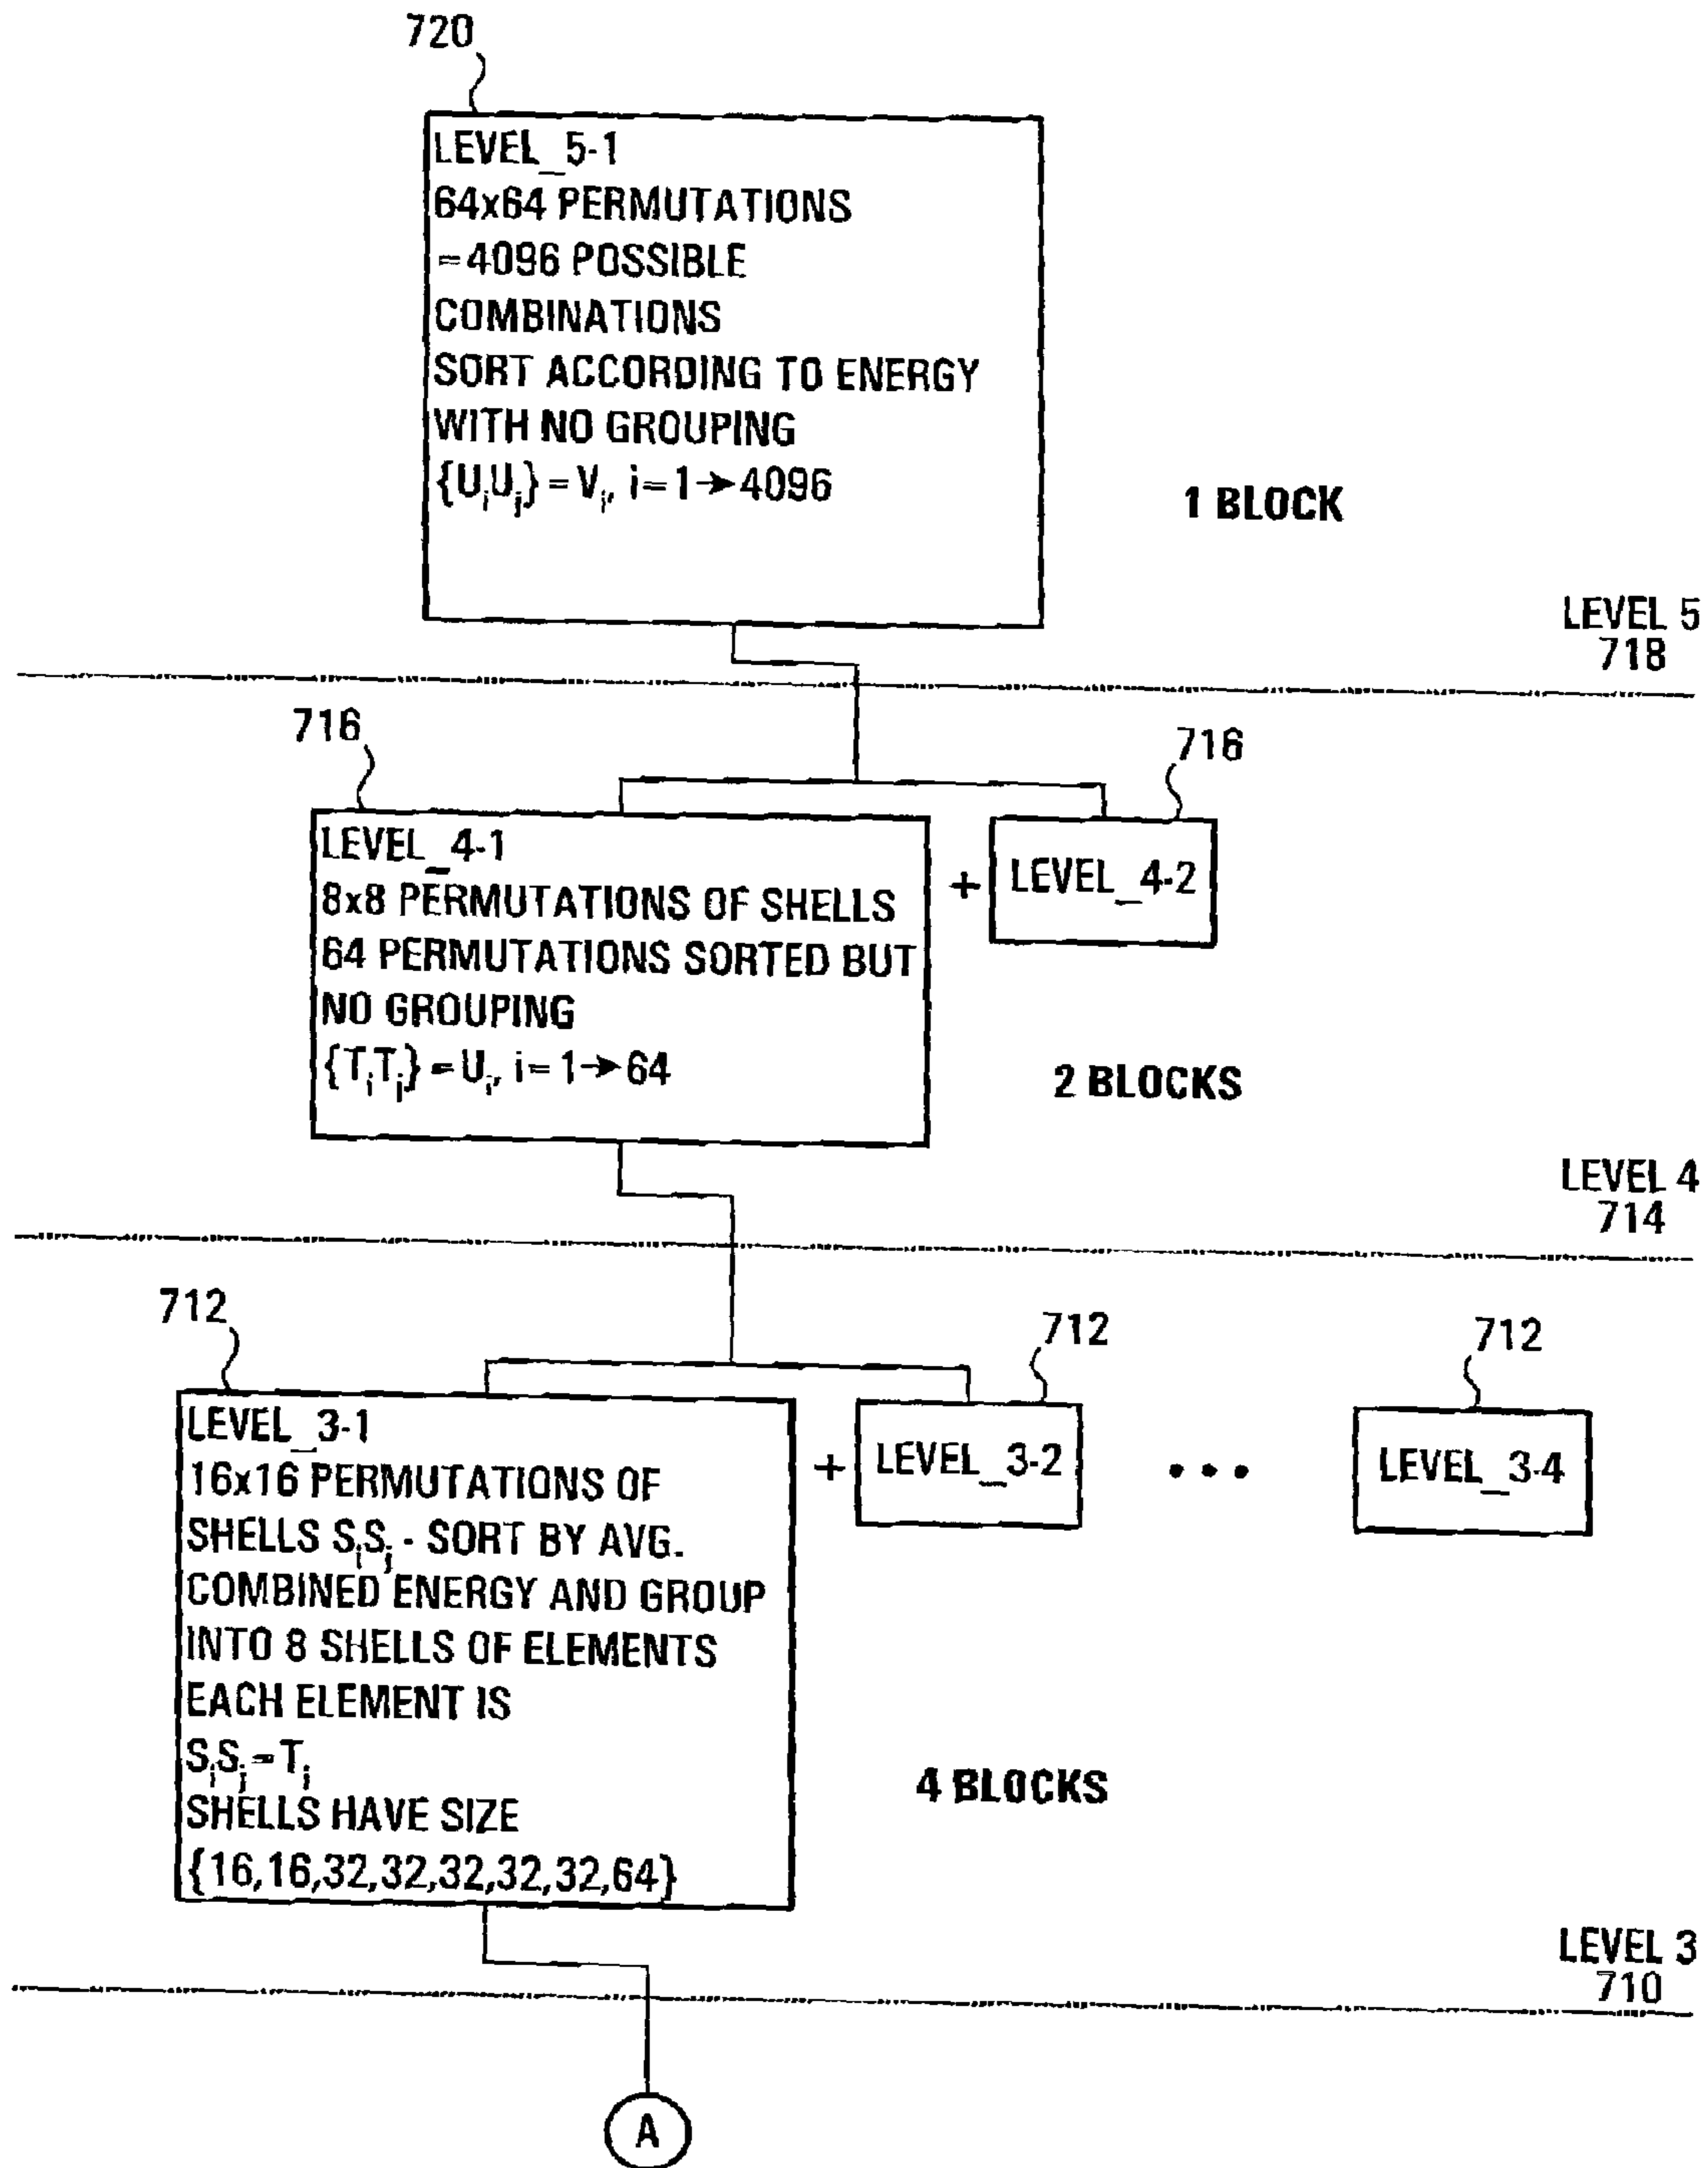 720
LEVEL_5-1
64x64 PERMUTATIONS
=4096 POSSIBLE
COMBINATIONS
SORT ACCORDING TO ENERGY
WITH NO GROUPING
{UᵢUⱼ} = Vᵢ, i=1→4096
1 BLOCK
LEVEL 5
718
716
716
LEVEL_4-1
8x8 PERMUTATIONS OF SHELLS
64 PERMUTATIONS SORTED BUT
NO GROUPING
{TᵢTⱼ} = Uᵢ, i= 1→64
+
LEVEL_4-2
2 BLOCKS
LEVEL 4
714
712
712
712
LEVEL_3-1
16x16 PERMUTATIONS OF
SHELLS SᵢSⱼ - SORT BY AVG.
COMBINED ENERGY AND GROUP
INTO 8 SHELLS OF ELEMENTS
EACH ELEMENT IS
SᵢSⱼ = Tⱼ
SHELLS HAVE SIZE
{16,16,32,32,32,32,32,64}
+
LEVEL_3-2
• • •
LEVEL_3-4
4 BLOCKS
LEVEL 3
710
A